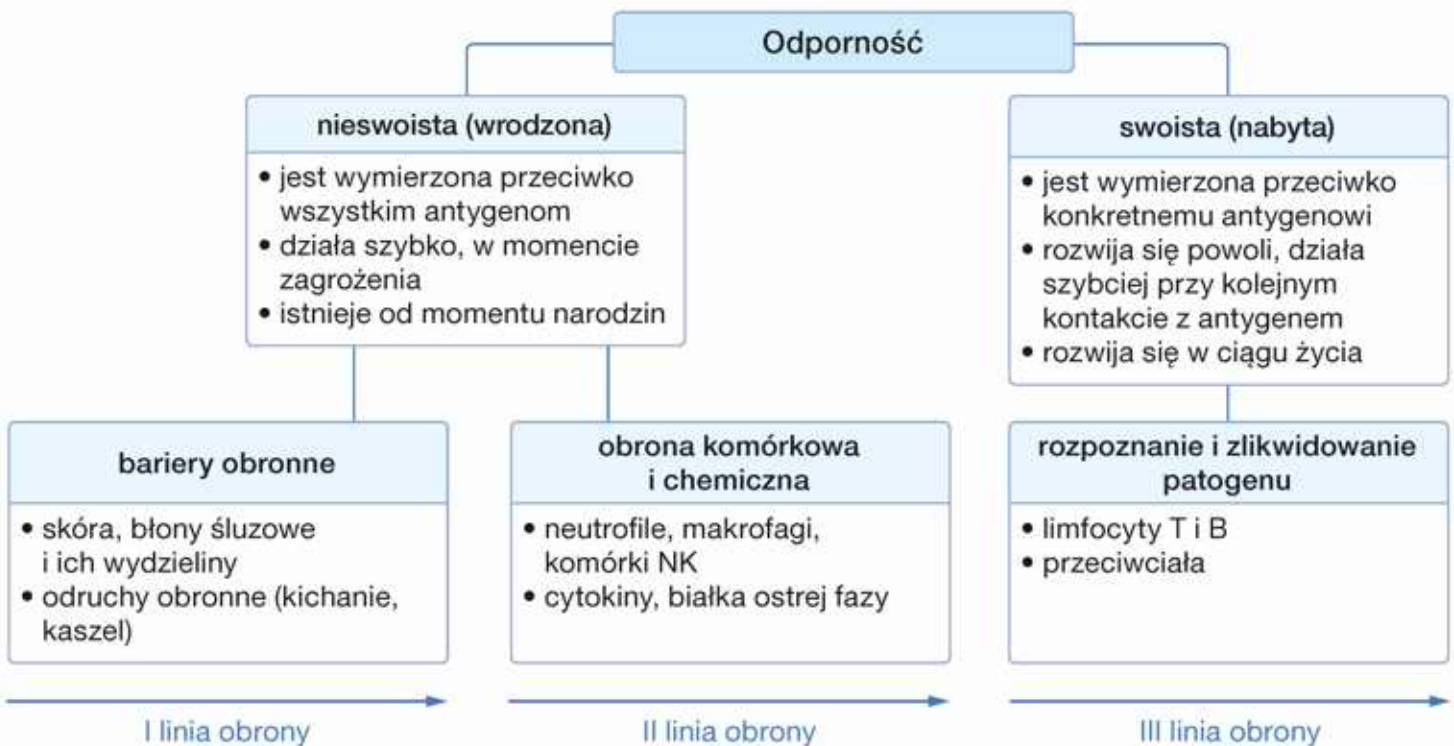 Odporność
nieswoista (wrodzona)
• jest wymierzona przeciwko
wszystkim antygenom
• działa szybko, w momencie
zagrożenia
• istnieje od momentu narodzin
swoista (nabyta)
• jest wymierzona przeciwko
konkretnemu antygenowi
• rozwija się powoli, działa
szybciej przy kolejnym
kontakcie z antygenem
• rozwija się w ciągu życia
bariery obronne
• skóra, błony śluzowe
i ich wydzieliny
• odruchy obronne (kichanie,
kaszel)
obrona komórkowa
i chemiczna
• neutrofile, makrofagi,
komórki NK
• cytokiny, białka ostrej fazy
rozpoznanie i zlikwidowanie
patogenu
• limfocyty T i B
• przeciwciała
I linia obrony
II linia obrony
III linia obrony